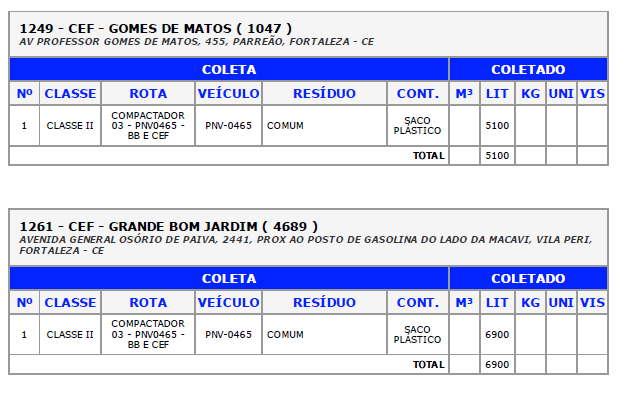 1249 - CEF - GOMES DE MATOS ( 1047 )
AV PROFESSOR GOMES DE MATOS, 455, PARREÃO, FORTALEZA - CE
COLETA COLETADO
Nº CLASSE ROTA VEÍCULO RESÍDUO CONT. M³ LIT KG UNI VIS
1 CLASSE II COMPACTADOR 03 - PNV0465 - BB E CEF PNV-0465 COMUM SACO PLÁSTICO 5100
TOTAL 5100
1261 - CEF - GRANDE BOM JARDIM ( 4689 )
AVENIDA GENERAL OSÓRIO DE PAIVA, 2441, PROX AO POSTO DE GASOLINA DO LADO DA MACAVI, VILA PERI,
FORTALEZA - CE
COLETA COLETADO
Nº CLASSE ROTA VEÍCULO RESÍDUO CONT. M³ LIT KG UNI VIS
1 CLASSE II COMPACTADOR 03 - PNV0465 - BB E CEF PNV-0465 COMUM SACO PLÁSTICO 6900
TOTAL 6900